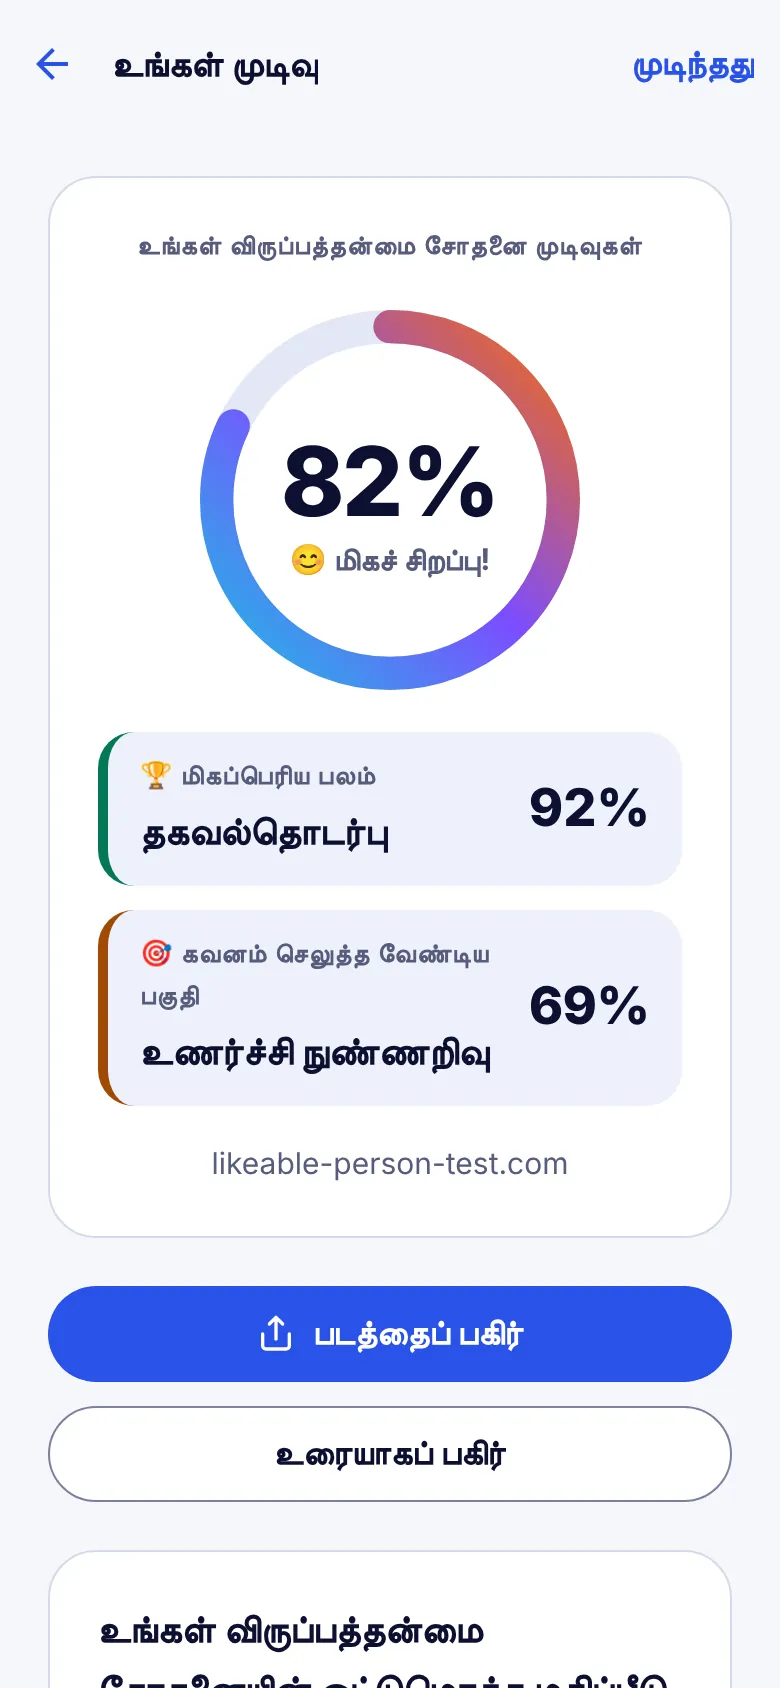 உங்கள் முடிவு
முடிந்தது
உங்கள் விருப்பத்தன்மை சோதனை முடிவுகள்
82%
😊 மிகச் சிறப்பு!
🏆 மிகப்பெரிய பலம்
தகவல்தொடர்பு
92%
🎯 கவனம் செலுத்த வேண்டிய
பகுதி
உணர்ச்சி நுண்ணறிவு
69%
likeable-person-test.com
படத்தைப் பகிர்
உரையாகப் பகிர்
உங்கள் விருப்பத்தன்மை